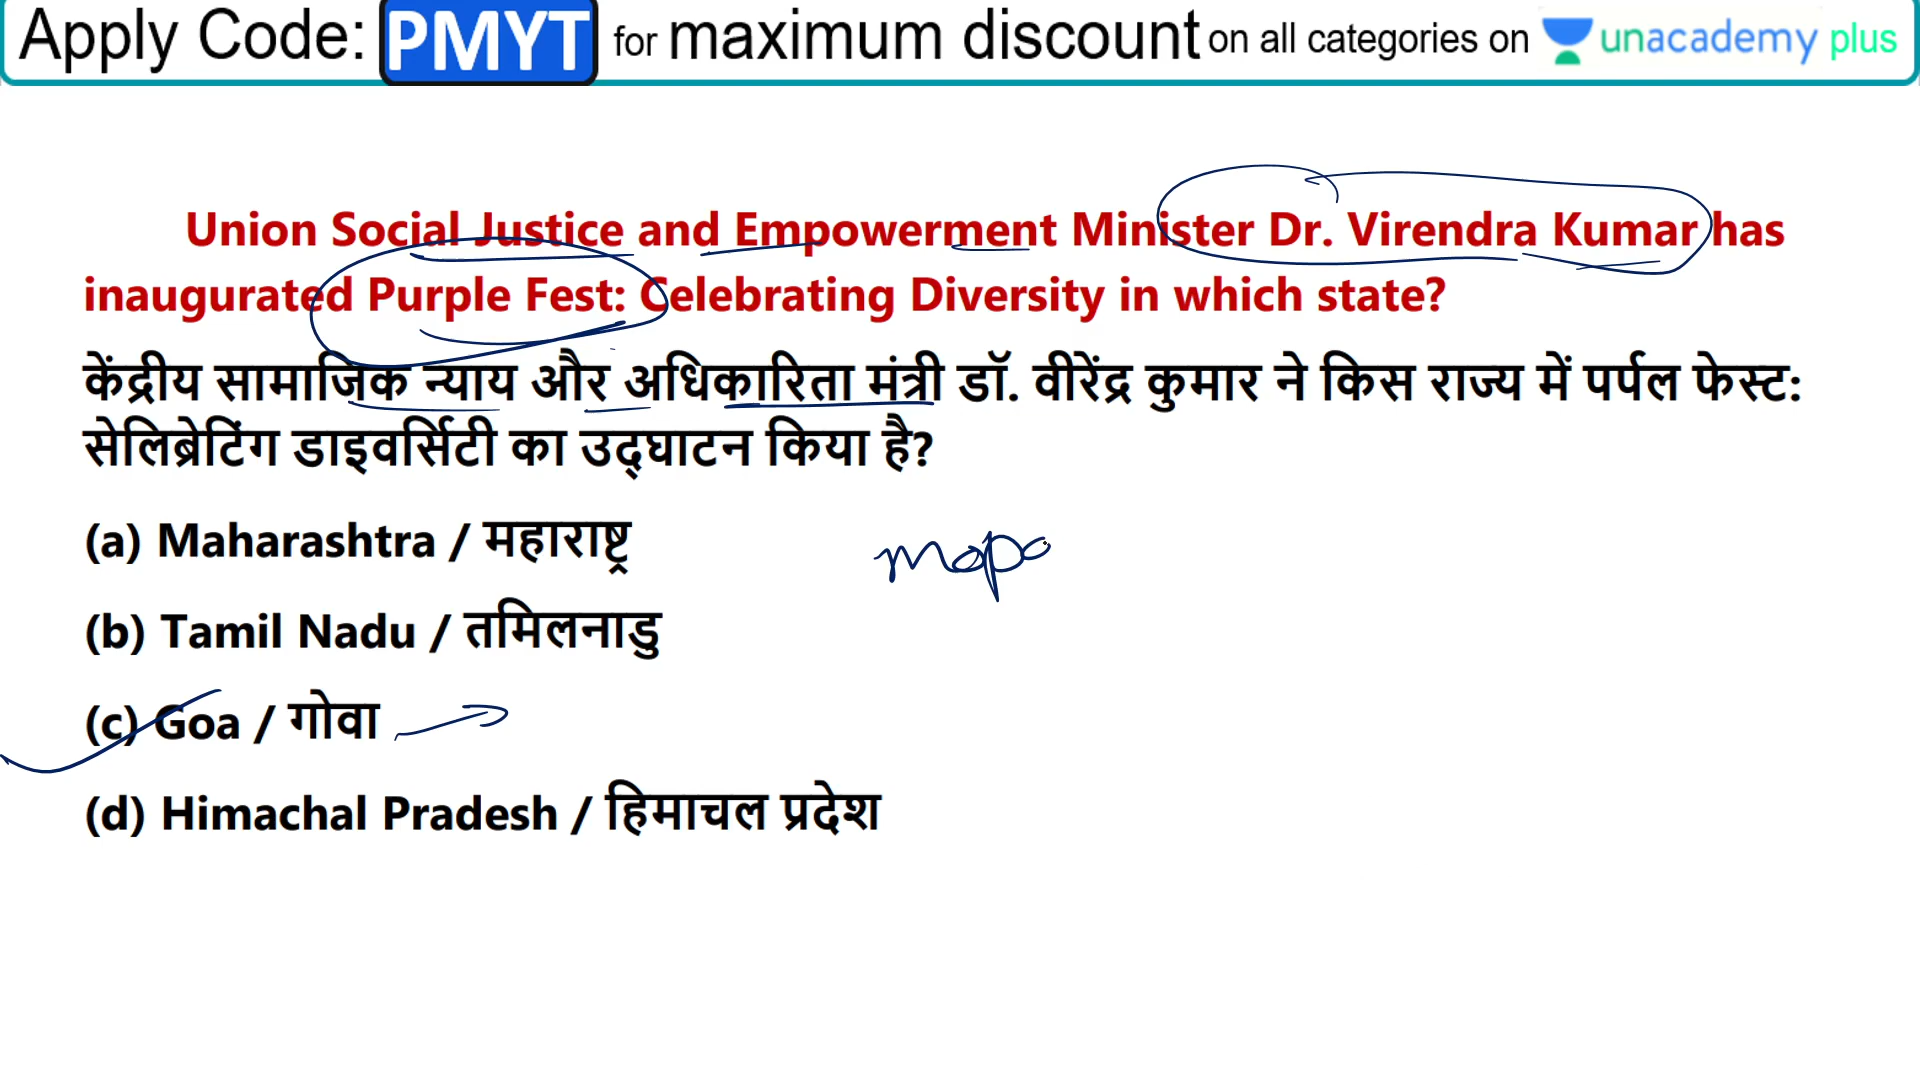 Apply Code: PMYT for maximum discount on all categories on unacademy plus
Union Social Justice and Empowerment Minister Dr. Virendra Kumar has
inaugurated Purple Fest: Celebrating Diversity in which state?
केंद्रीय सामाजिक न्याय और अधिकारिता मंत्री डॉ. वीरेंद्र कुमार ने किस राज्य में पर्पल फेस्ट:
सेलिब्रेटिंग डाइवर्सिटी का उद्घाटन किया है?
(a) Maharashtra / महाराष्ट्र
(b) Tamil Nadu / तमिलनाडु
(c) Goa / गोवा
(d) Himachal Pradesh / हिमाचल प्रदेश